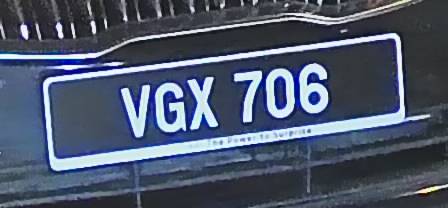 VGX 706
The Power to Surprise